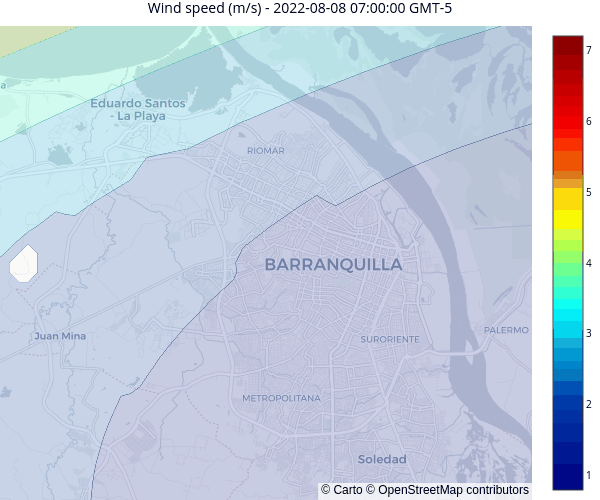 Wind speed (m/s) - 2022-08-08 07:00:00 GMT-5
7
a
Eduardo Santos
- La Playa
6
RIOMAR
5
BARRANQUILLA
4
Juan Mina
SURORIENTE
PALERMO
3
METROPOLITANA
2
Soledad
1
© Carto © OpenStreetMap contributors